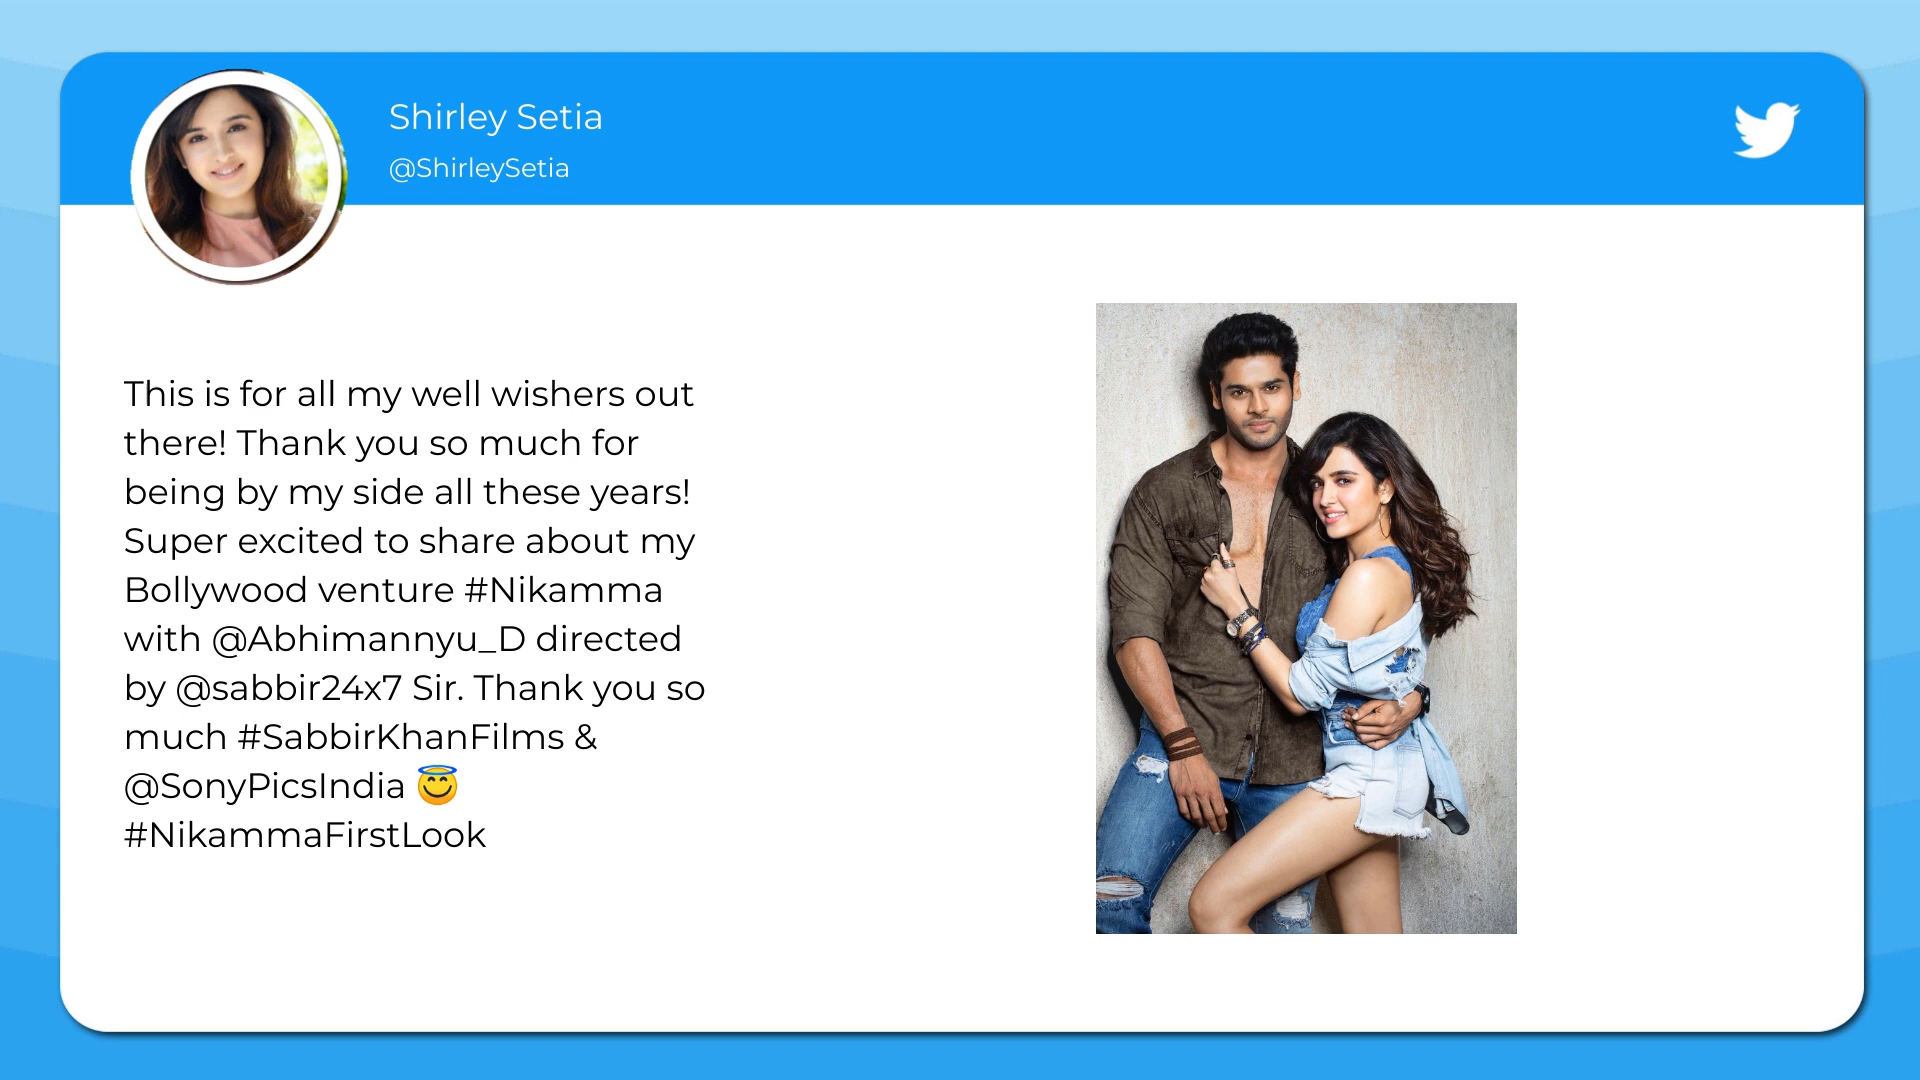 Shirley Setia
@ShirleySetia
This is for all my well wishers out
there! Thank you so much for
being by my side all these years!
Super excited to share about my
Bollywood venture #Nikamma
with @Abhimannyu_D directed
by @sabbir24x7 Sir. Thank you so
much #SabbirKhanFilms &
@SonyPicsIndia 😇
#NikammaFirstLook